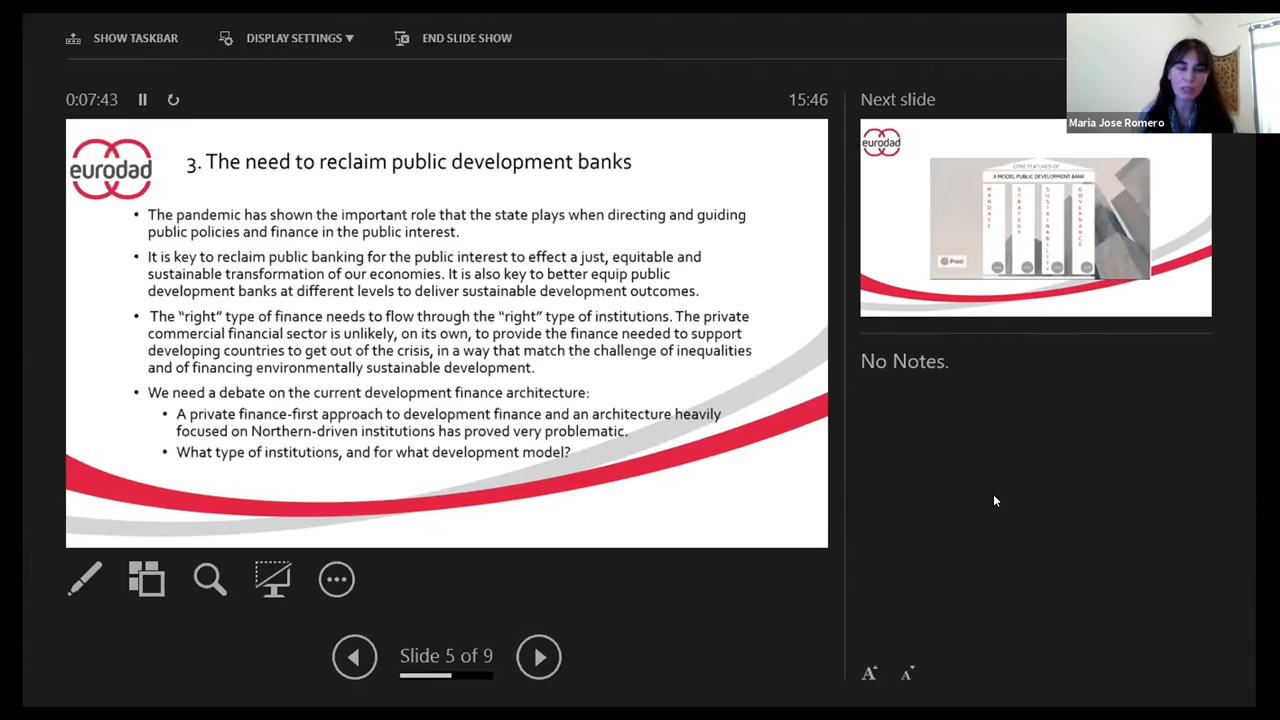 SHOW TASKBAR
DISPLAY SETTINGS ▼
END SLIDE SHOW
Maria Jose Romero
0:07:43
15:46
Next slide
eurodad
3. The need to reclaim public development banks
• The pandemic has shown the important role that the state plays when directing and guiding
public policies and finance in the public interest.
• It is key to reclaim public banking for the public interest to effect a just, equitable and
sustainable transformation of our economies. It is also key to better equip public
development banks at different levels to deliver sustainable development outcomes.
• The “right” type of finance needs to flow through the “right” type of institutions. The private
commercial financial sector is unlikely, on its own, to provide the finance needed to support
developing countries to get out of the crisis, in a way that match the challenge of inequalities
and of financing environmentally sustainable development.
• We need a debate on the current development finance architecture:
• A private finance-first approach to development finance and an architecture heavily
focused on Northern-driven institutions has proved very problematic.
• What type of institutions, and for what development model?
eurodad
CORE FEATURES OF
A MODEL PUBLIC DEVELOPMENT BANK
MANDATE
STRATEGY
SUSTAINABILITY
GOVERNANCE
Prezi
No Notes.
Slide 5 of 9
A
A